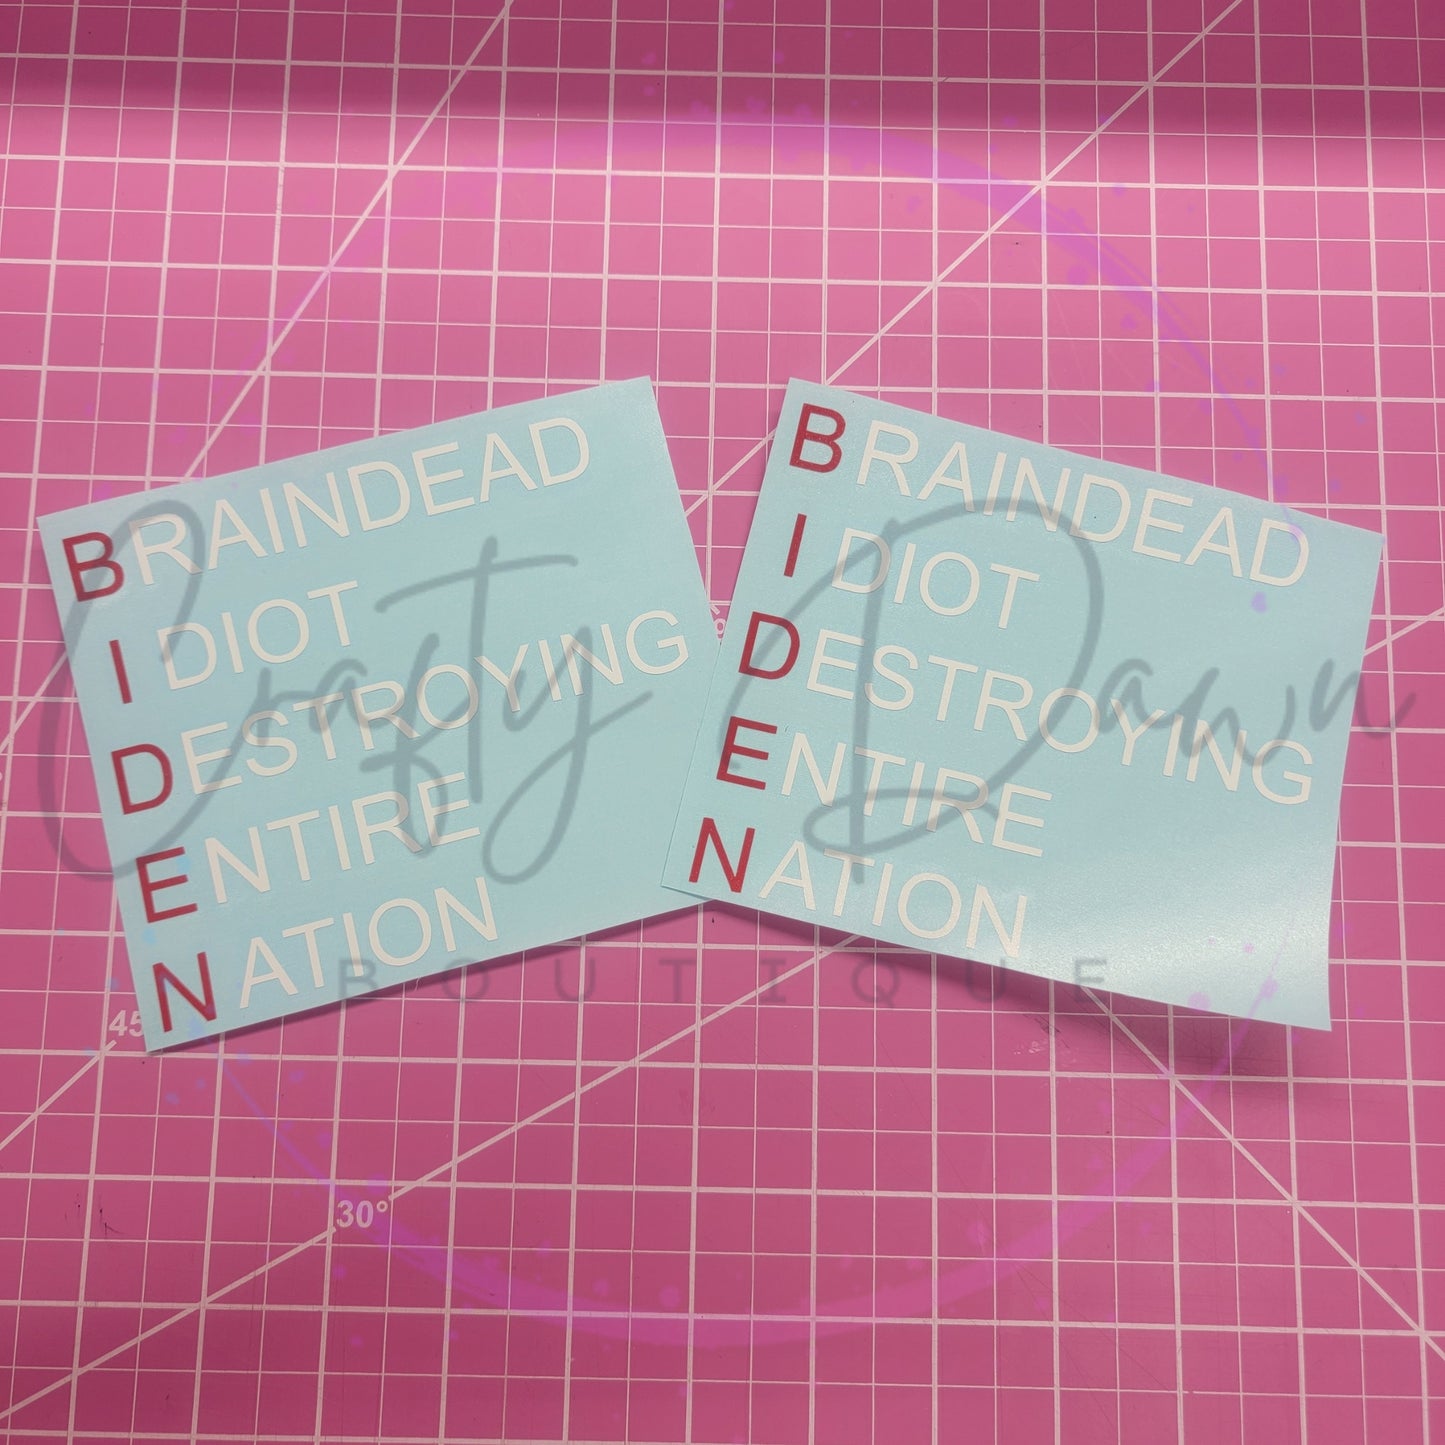 BRAINDEAD
IDIOT
DESTROYING
ENTIRE
NATION
BRAINDEAD
IDIOT
DESTROYING
ENTIRE
NATION
Crafty Dawn
BOUTIQUE
45
30°